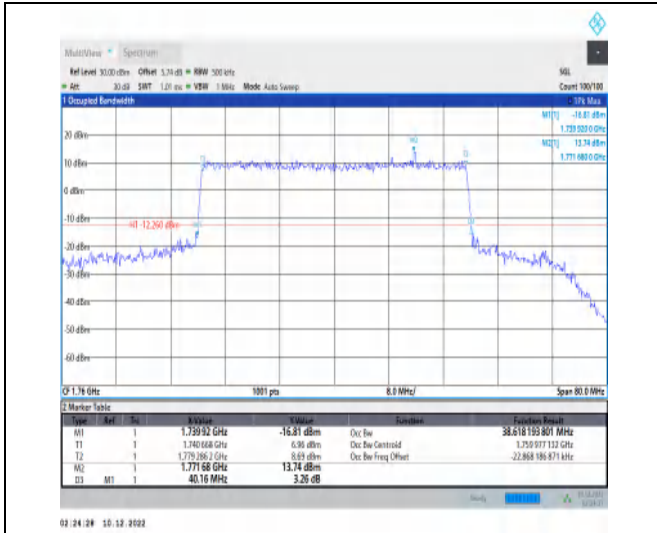 MultiView Spectrum
Ref Level 30.00 dBm Offset 5.74 dB RBW 500 kHz SGL
Att 30 dB SWT 1.01 ms VBW 1 MHz Mode Auto Sweep Count 100/100
1 Occupied Bandwidth 1Pk Max
M1[1] -16.81 dBm
1.739 920 0 GHz
M2[1] 13.74 dBm
1.771 680 0 GHz
20 dBm
10 dBm
0 dBm
-10 dBm
H1 -12.260 dBm
-20 dBm
-30 dBm
-40 dBm
-50 dBm
-60 dBm
CF 1.76 GHz 1001 pts 8.0 MHz/ Span 80.0 MHz
2 Marker Table
Type Ref Trc X-Value Y-Value Function Function Result
M1 1 1.739 92 GHz -16.81 dBm Occ Bw 38.618 193 801 MHz
T1 1 1.740 668 GHz 6.96 dBm Occ Bw Centroid 1.759 977 132 GHz
T2 1 1.779 286 2 GHz 8.69 dBm Occ Bw Freq Offset -22.868 186 871 kHz
M2 1 1.771 68 GHz 13.74 dBm
D3 M1 1 40.16 MHz 3.26 dB
Ready
02:24:28 10.12.2022